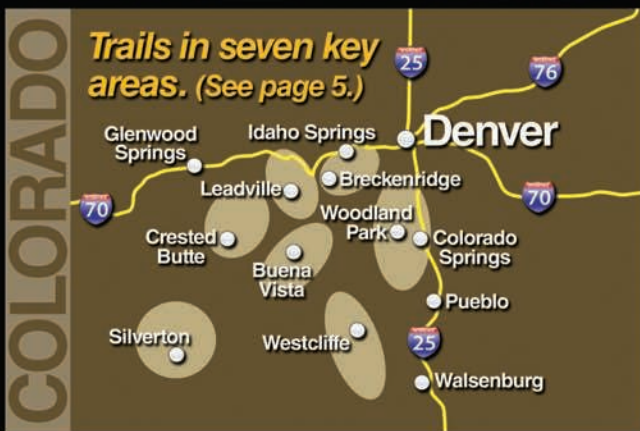 COLORADO
Trails in seven key
areas. (See page 5.)
25
76
Glenwood
Springs
Idaho Springs
Denver
70
Leadville
Breckenridge
70
Woodland
Park
Crested
Butte
Colorado
Springs
Buena
Vista
Pueblo
Silverton
Westcliffe
25
Walsenburg